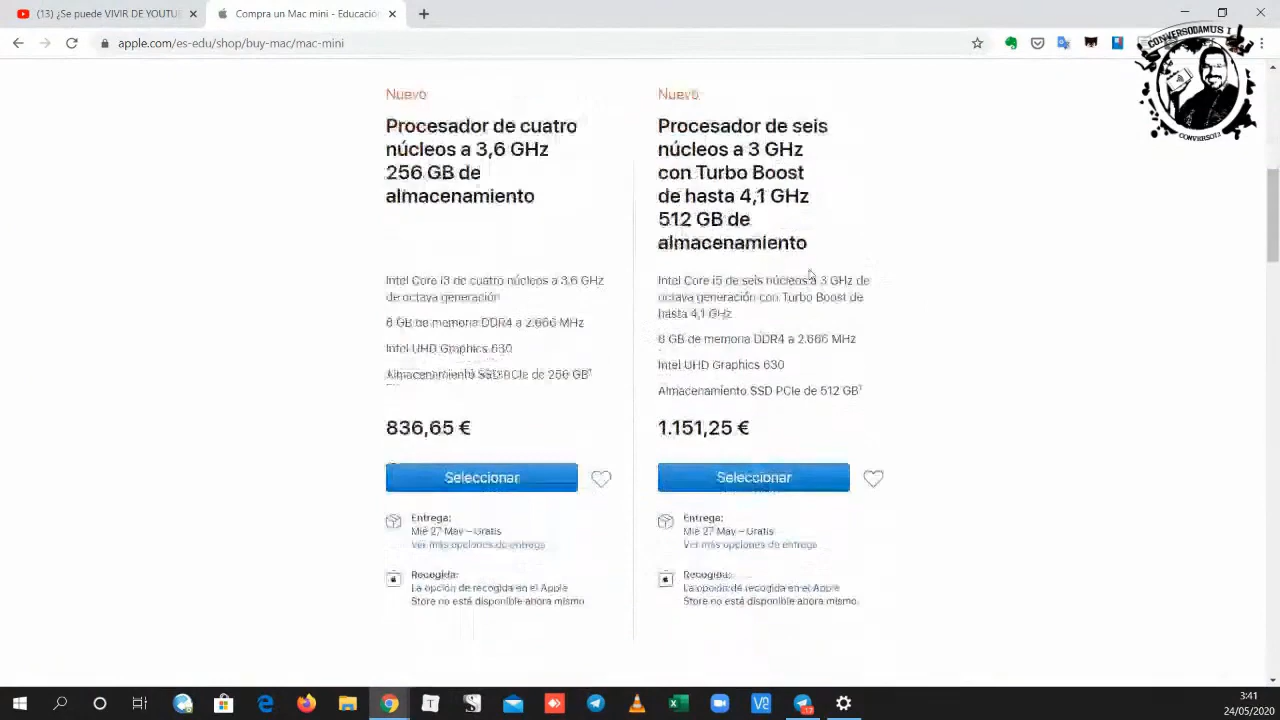 (13) ¿Se puede VIVIR DE YOUTU
Compra un Mac mini - Educació
apple.com/es-edu/shop/buy-mac/mac-mini
CONVERSODAMUS I
CONVERSO72
Nuevo
Procesador de cuatro
núcleos a 3,6 GHz
256 GB de
almacenamiento
Intel Core i3 de cuatro núcleos a 3,6 GHz
de octava generación
8 GB de memoria DDR4 a 2.666 MHz
Intel UHD Graphics 630
Almacenamiento SSD PCIe de 256 GB¹
836,65 €
Seleccionar
Entrega:
Mié 27 May – Gratis
Ver más opciones de entrega
Recogida:
La opción de recogida en el Apple
Store no está disponible ahora mismo
Nuevo
Procesador de seis
núcleos a 3 GHz
con Turbo Boost
de hasta 4,1 GHz
512 GB de
almacenamiento
Intel Core i5 de seis núcleos a 3 GHz de
octava generación con Turbo Boost de
hasta 4,1 GHz
8 GB de memoria DDR4 a 2.666 MHz
Intel UHD Graphics 630
Almacenamiento SSD PCIe de 512 GB¹
1.151,25 €
Seleccionar
Entrega:
Mié 27 May – Gratis
Ver más opciones de entrega
Recogida:
La opción de recogida en el Apple
Store no está disponible ahora mismo.
3:41
24/05/2020